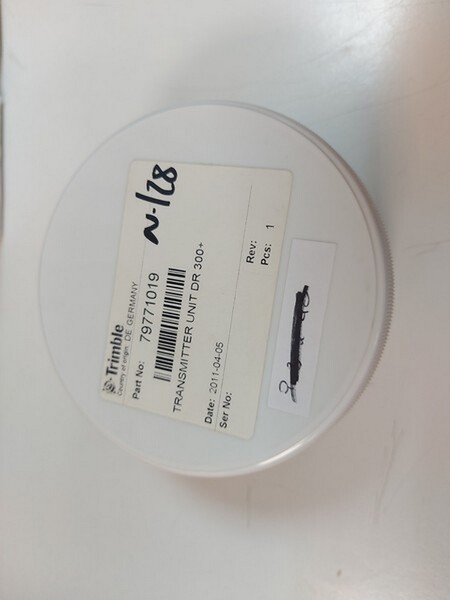 Trimble
Country of origin: DE GERMANY
Part No:
79771019
TRANSMITTER UNIT DR 300+
Date: 2011-04-05
Ser No:
Rev:
Pcs: 1
N-128